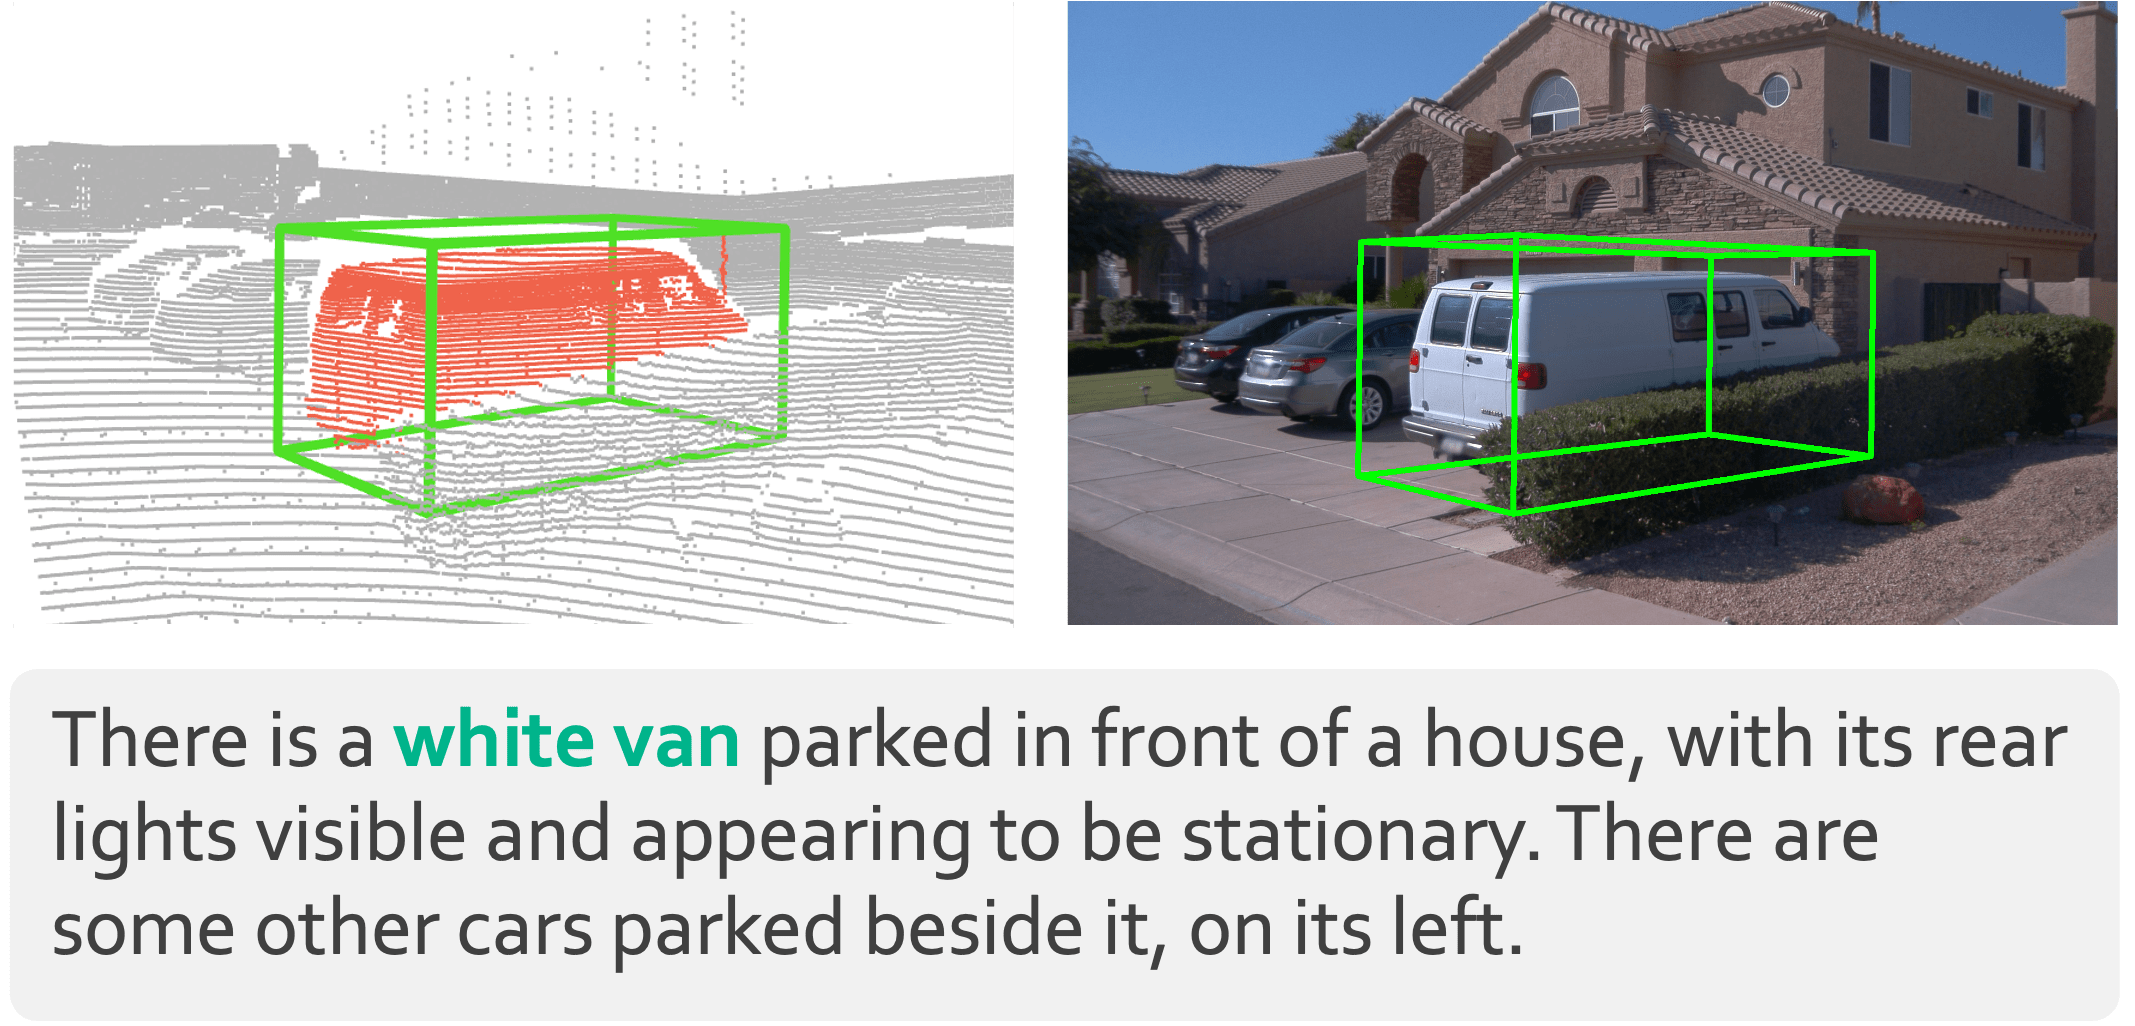 There is a white van parked in front of a house, with its rear
lights visible and appearing to be stationary. There are
some other cars parked beside it, on its left.